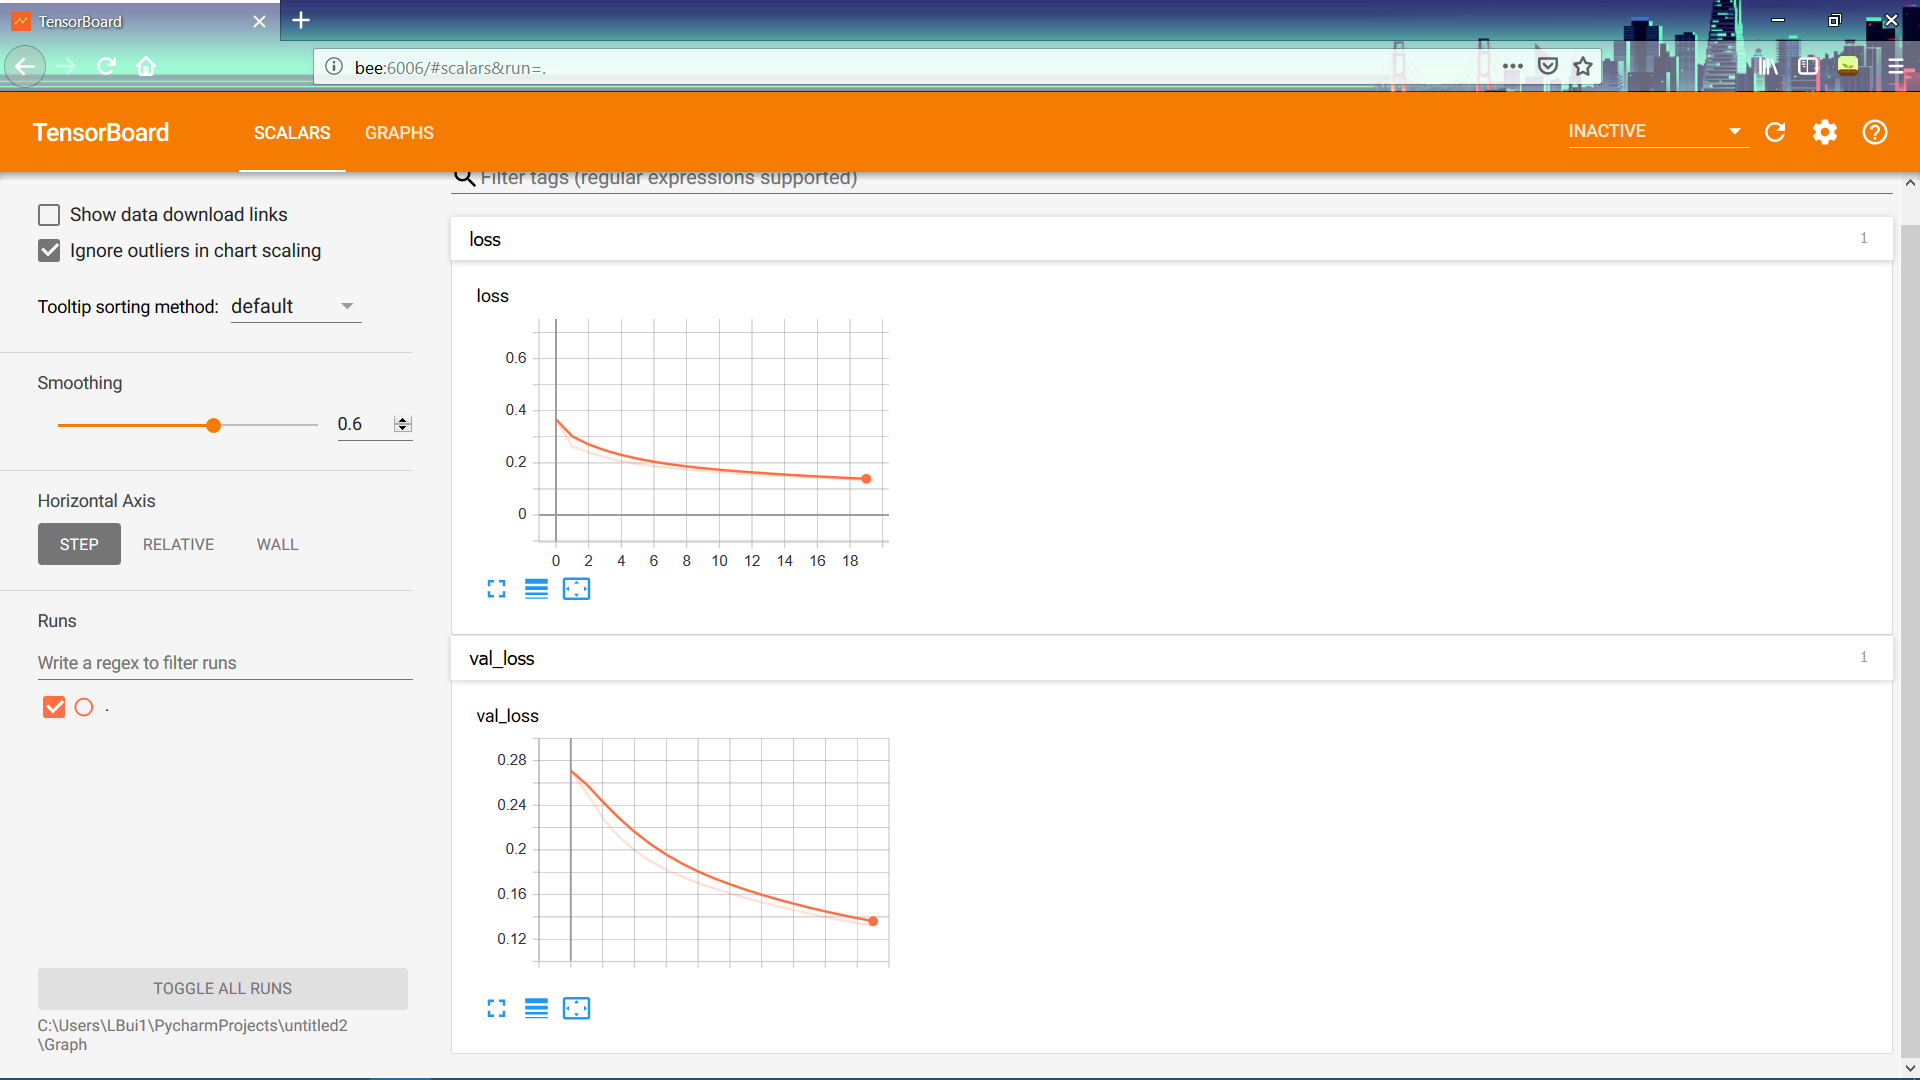 TensorBoard
bee:6006/#scalars&run=.
TensorBoard
SCALARS
GRAPHS
INACTIVE
Filter tags (regular expressions supported)
Show data download links
Ignore outliers in chart scaling
Tooltip sorting method: default
Smoothing
0.6
Horizontal Axis
STEP
RELATIVE
WALL
Runs
Write a regex to filter runs
.
TOGGLE ALL RUNS
C:\Users\LBui1\PycharmProjects\untitled2
\Graph
loss
1
loss
0.6
0.4
0.2
0
0 2 4 6 8 10 12 14 16 18
val_loss
1
val_loss
0.28
0.24
0.2
0.16
0.12